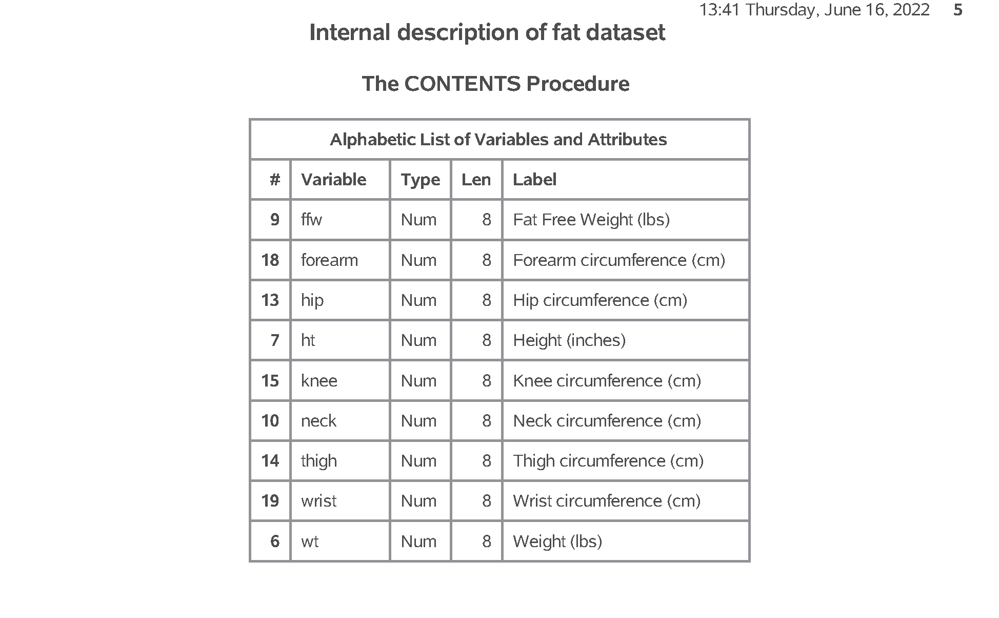 13:41 Thursday, June 16, 2022 5
Internal description of fat dataset
The CONTENTS Procedure
Alphabetic List of Variables and Attributes
# Variable Type Len Label
9 ffw Num 8 Fat Free Weight (lbs)
18 forearm Num 8 Forearm circumference (cm)
13 hip Num 8 Hip circumference (cm)
7 ht Num 8 Height (inches)
15 knee Num 8 Knee circumference (cm)
10 neck Num 8 Neck circumference (cm)
14 thigh Num 8 Thigh circumference (cm)
19 wrist Num 8 Wrist circumference (cm)
6 wt Num 8 Weight (lbs)